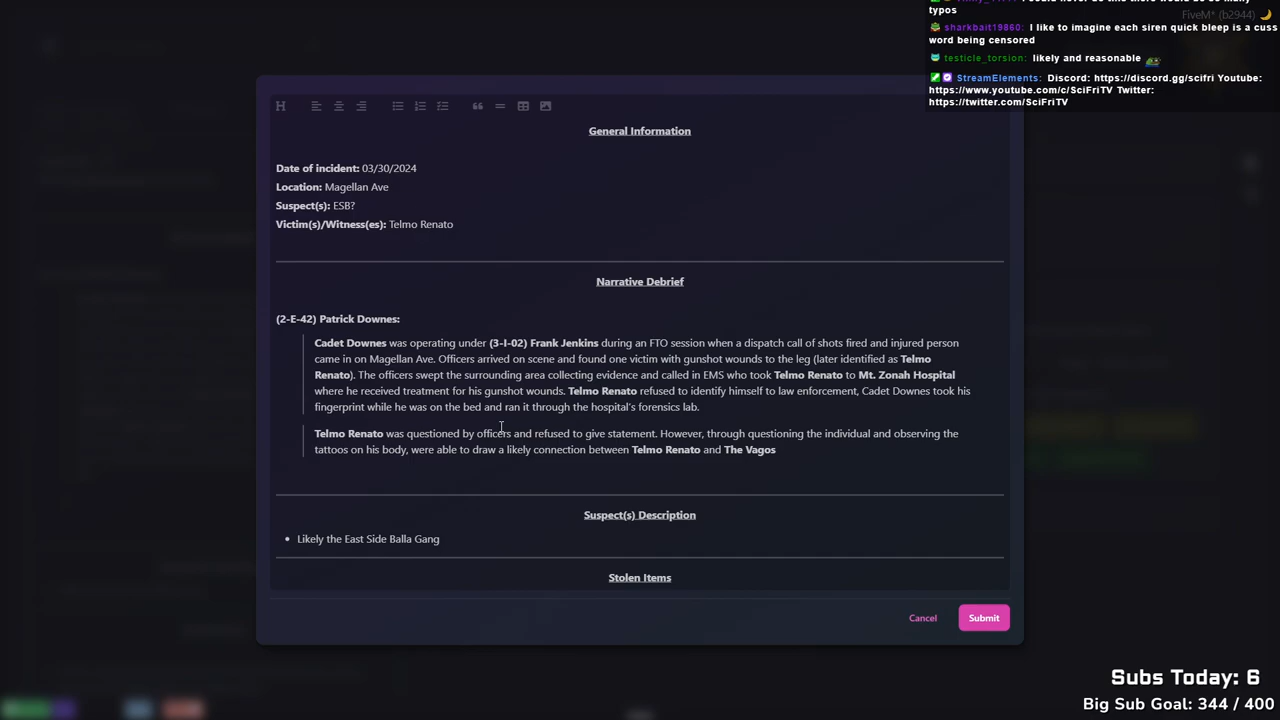 typos
FiveM® (b2944)
sharkbait19860: I like to imagine each siren quick bleep is a cuss
word being censored
testicle_torsion: likely and reasonable
StreamElements: Discord: https://discord.gg/scifri Youtube:
https://www.youtube.com/c/SciFriTV Twitter:
https://twitter.com/SciFriTV
H
General Information
Date of incident: 03/30/2024
Location: Magellan Ave
Suspect(s): ESB?
Victim(s)/Witness(es): Telmo Renato
Narrative Debrief
(2-E-42) Patrick Downes:
Cadet Downes was operating under (3-I-02) Frank Jenkins during an FTO session when a dispatch call of shots fired and injured person
came in on Magellan Ave. Officers arrived on scene and found one victim with gunshot wounds to the leg (later identified as Telmo
Renato). The officers swept the surrounding area collecting evidence and called in EMS who took Telmo Renato to Mt. Zonah Hospital
where he received treatment for his gunshot wounds. Telmo Renato refused to identify himself to law enforcement, Cadet Downes took his
fingerprint while he was on the bed and ran it through the hospital's forensics lab.
Telmo Renato was questioned by officers and refused to give statement. However, through questioning the individual and observing the
tattoos on his body, were able to draw a likely connection between Telmo Renato and The Vagos
Suspect(s) Description
• Likely the East Side Balla Gang
Stolen Items
Cancel
Submit
Subs Today: 6
Big Sub Goal: 344 / 400